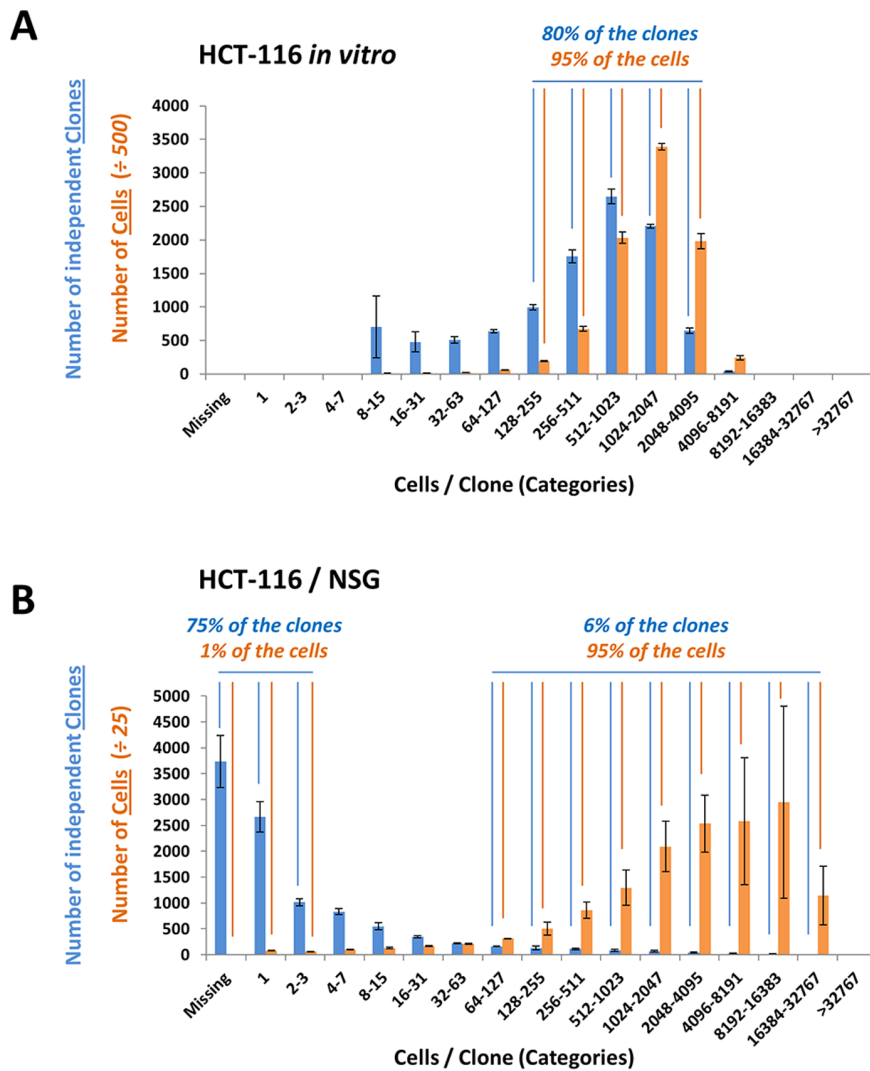 A
HCT-116 in vitro
80% of the clones
95% of the cells
Number of independent Clones
Number of Cells (÷ 500)
4000
3500
3000
2500
2000
1500
1000
500
0
Missing
1
2-3
4-7
8-15
16-31
32-63
64-127
128-255
256-511
512-1023
1024-2047
2048-4095
4096-8191
8192-16383
16384-32767
>32767
Cells / Clone (Categories)
B
HCT-116 / NSG
75% of the clones
1% of the cells
6% of the clones
95% of the cells
Number of independent Clones
Number of Cells (÷ 25)
5000
4500
4000
3500
3000
2500
2000
1500
1000
500
0
Missing
1
2-3
4-7
8-15
16-31
32-63
64-127
128-255
256-511
512-1023
1024-2047
2048-4095
4096-8191
8192-16383
16384-32767
>32767
Cells / Clone (Categories)